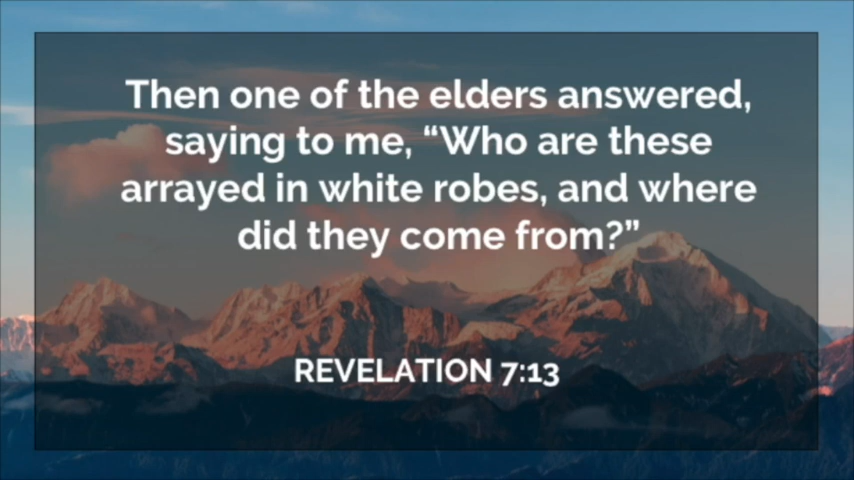 Then one of the elders answered,
saying to me, “Who are these
arrayed in white robes, and where
did they come from?”
REVELATION 7:13